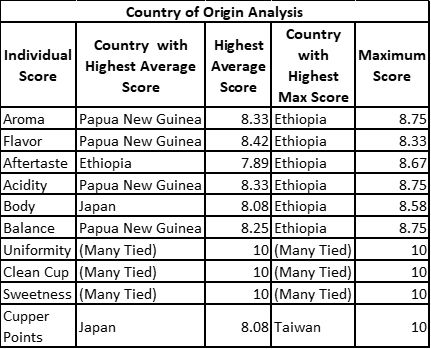 Country of Origin Analysis
Individual Score Country with Highest Average Score Highest Average Score Country with Highest Max Score Maximum Score
Aroma Papua New Guinea 8.33 Ethiopia 8.75
Flavor Papua New Guinea 8.42 Ethiopia 8.33
Aftertaste Ethiopia 7.89 Ethiopia 8.67
Acidity Papua New Guinea 8.33 Ethiopia 8.75
Body Japan 8.08 Ethiopia 8.58
Balance Papua New Guinea 8.25 Ethiopia 8.75
Uniformity (Many Tied) 10 (Many Tied) 10
Clean Cup (Many Tied) 10 (Many Tied) 10
Sweetness (Many Tied) 10 (Many Tied) 10
Cupper Points Japan 8.08 Taiwan 10